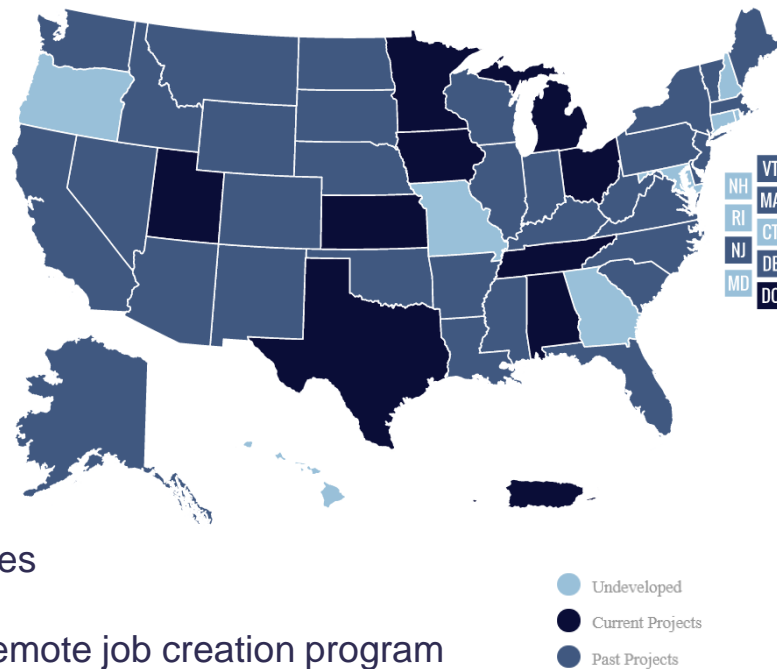 VT
NH
MA
RI
CT
NJ
DE
MD
DC
es
Undeveloped
Current Projects
emote job creation program
Past Projects